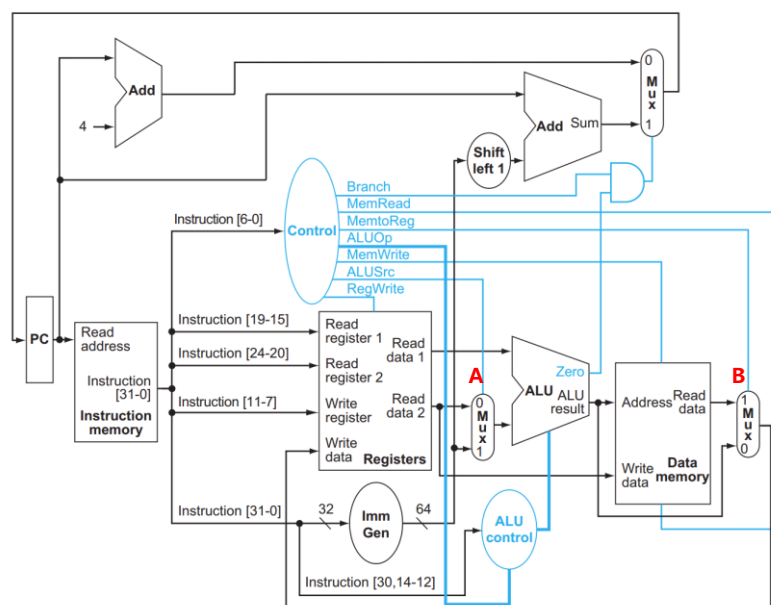 Add
4
Add
Sum
0
Mux
1
Shift
left 1
Branch
MemRead
MemtoReg
ALUOp
MemWrite
ALUSrc
RegWrite
Control
Instruction [6-0]
PC
Read
address
Instruction
[31-0]
Instruction
memory
Instruction [19-15]
Instruction [24-20]
Instruction [11-7]
Instruction [31-0]
Read
register 1
Read
register 2
Write
register
Write
data
Read
data 1
Read
data 2
Registers
A
0
Mux
1
ALU
Zero
ALU
result
Address
Read
data
Write
data
Data
memory
B
1
Mux
0
32
Imm
Gen
64
ALU
control
Instruction [30,14-12]